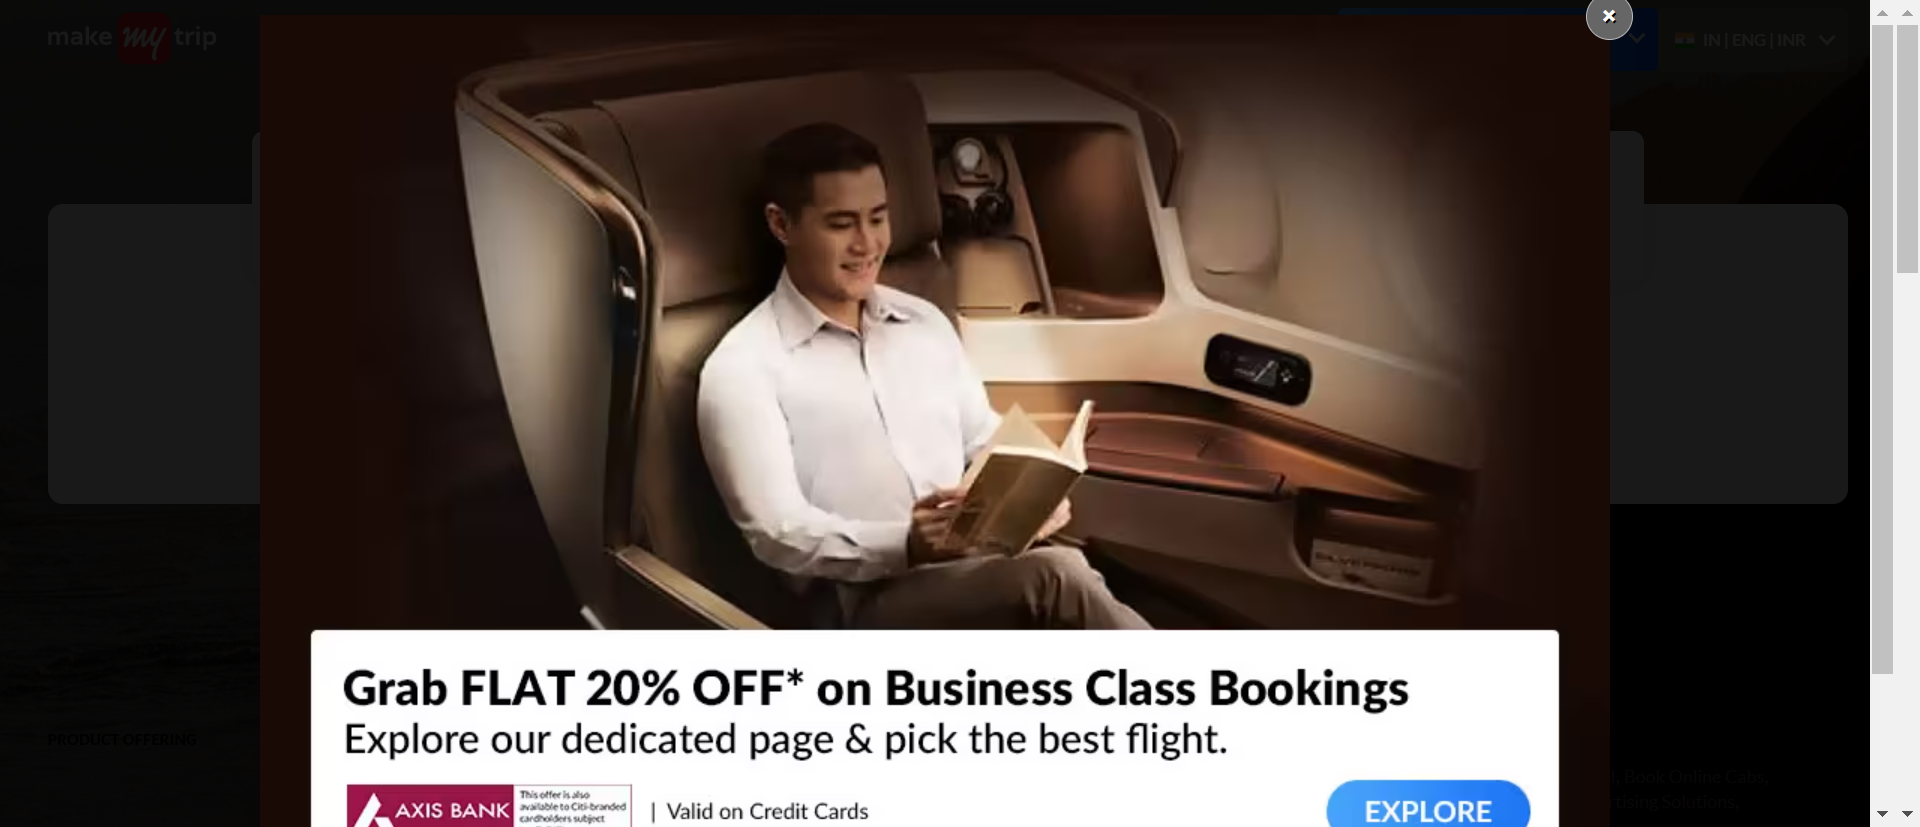 make my trip
IN | ENG | INR
Grab FLAT 20% OFF* on Business Class Bookings
Explore our dedicated page & pick the best flight.
AXIS BANK
This offer is also
available to Citi-branded
cardholders subject
| Valid on Credit Cards
EXPLORE
PRODUCT OFFERING
Book Online Cabs,
rtising Solutions,